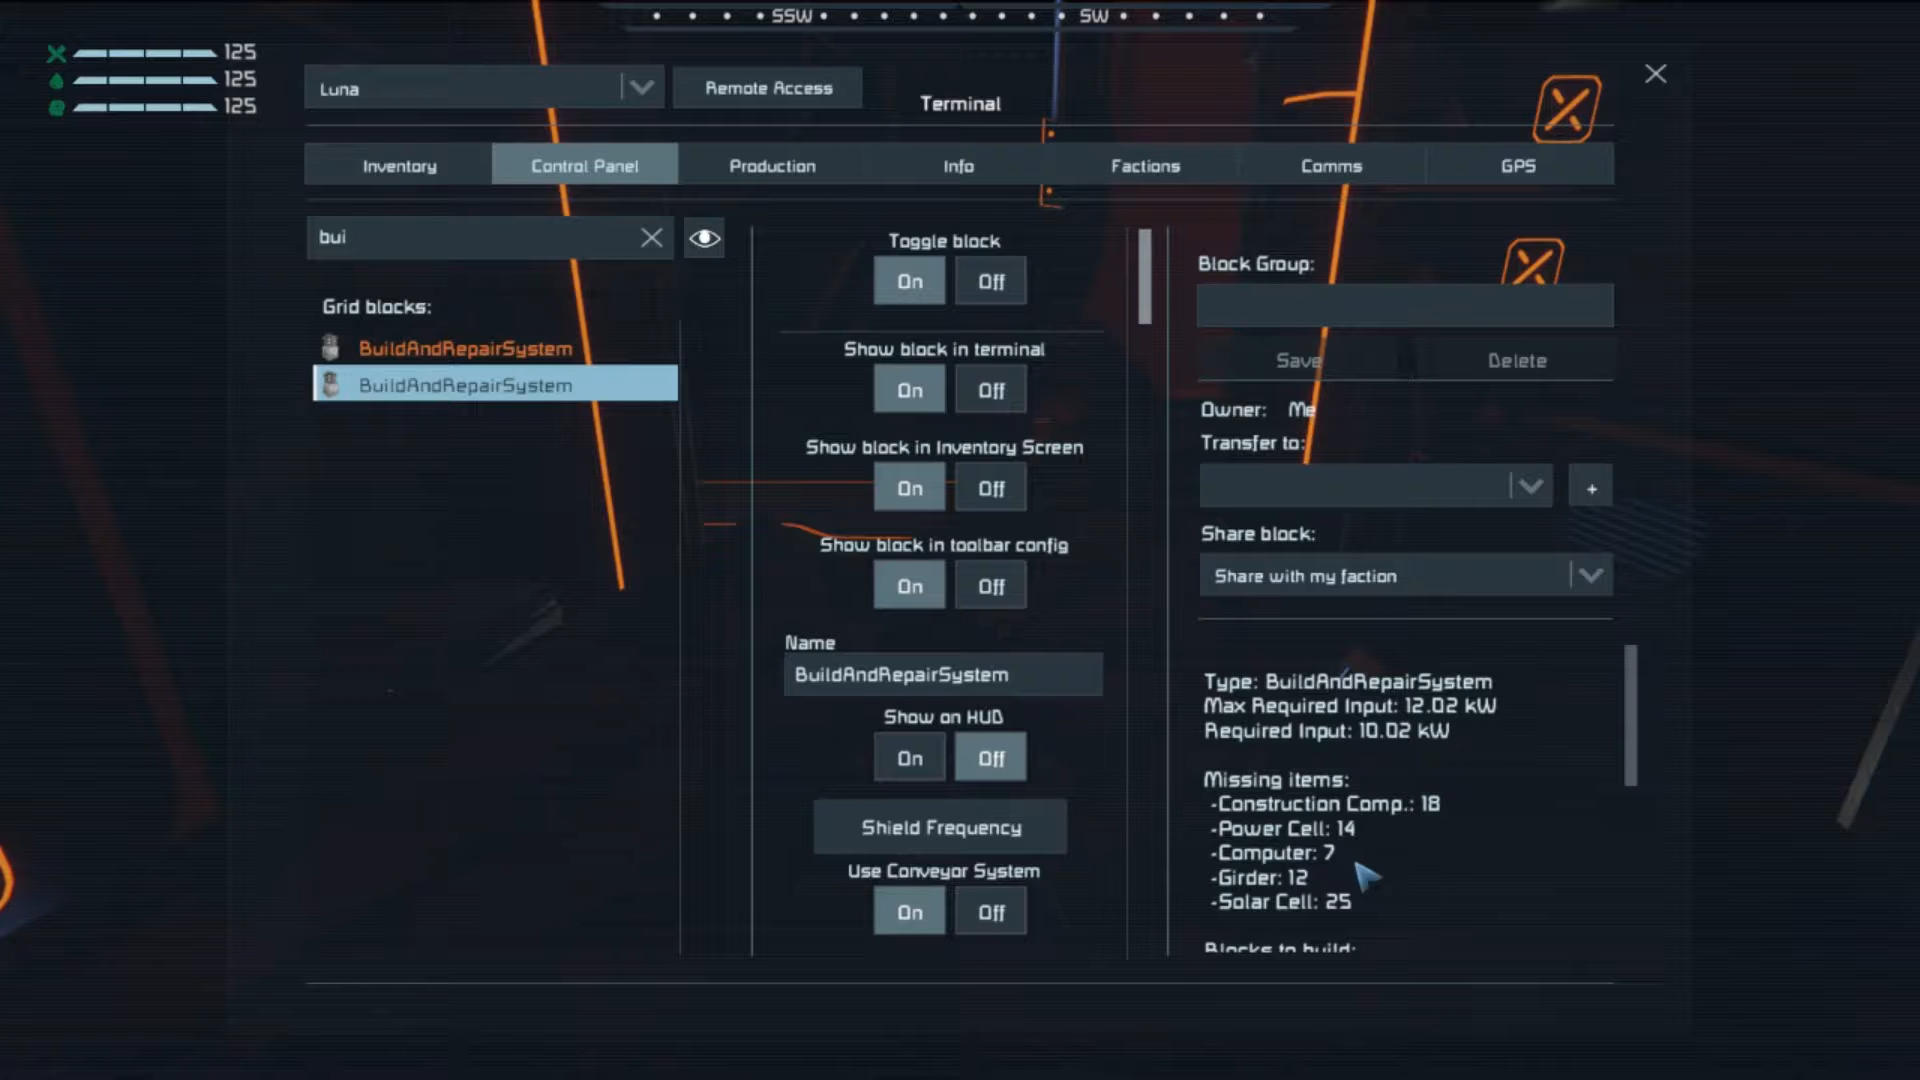 SSW
SW
125
125
125
Luna
Remote Access
Terminal
Inventory
Control Panel
Production
Info
Factions
Comms
GPS
bui
Grid blocks:
BuildAndRepairSystem
BuildAndRepairSystem
Toggle block
On
Off
Show block in terminal
On
Off
Show block in Inventory Screen
On
Off
Show block in toolbar config
On
Off
Name
BuildAndRepairSystem
Show on HUD
On
Off
Shield Frequency
Use Conveyor System
On
Off
Block Group:
Save
Delete
Owner: Me
Transfer to:
+
Share block:
Share with my faction
Type: BuildAndRepairSystem
Max Required Input: 12.02 kW
Required Input: 10.02 kW
Missing items:
-Construction Comp.: 18
-Power Cell: 14
-Computer: 7
-Girder: 12
-Solar Cell: 25
Blocks to build: